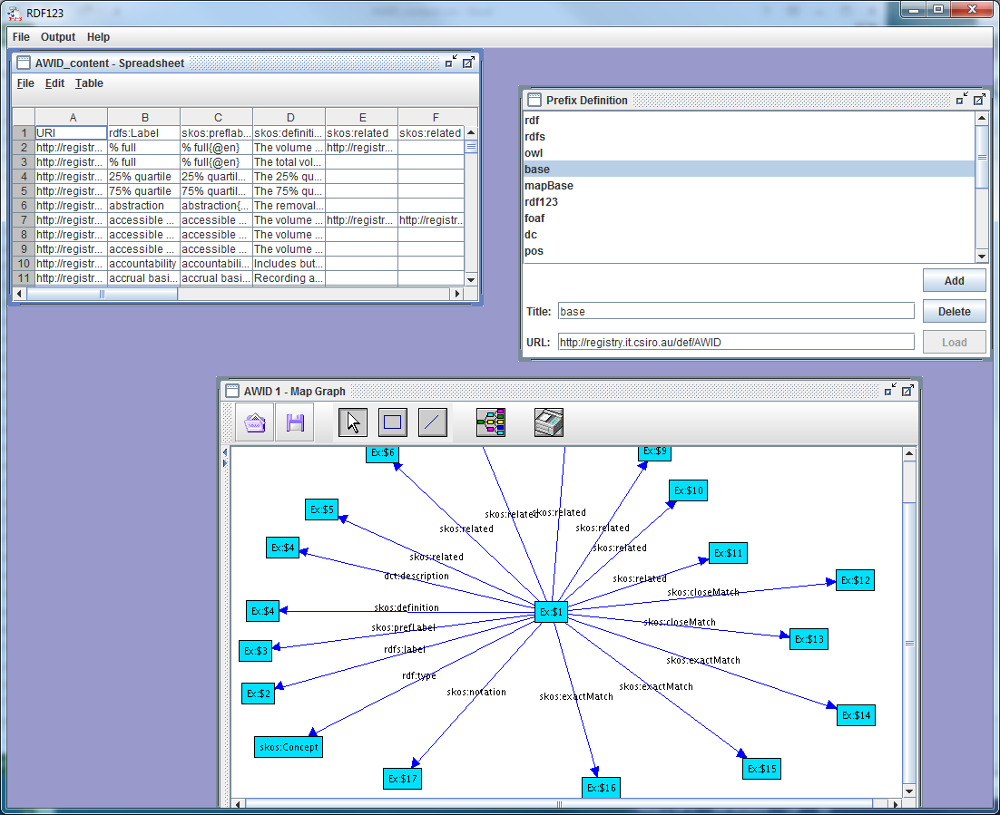 RDF123
File Output Help
AWID_content - Spreadsheet
File Edit Table
A B C D E F
1 URI rdfs:Label skos:preflab... skos:definiti... skos:related skos:related
2 http://registr... % full % full{@en} The volume ... http://registr...
3 http://registr... % full % full{@en} The total vol...
4 http://registr... 25% quartile 25% quartil... The 25% qu...
5 http://registr... 75% quartile 75% quartil... The 75% qu...
6 http://registr... abstraction abstraction{... The removal...
7 http://registr... accessible ... accessible ... The volume ... http://registr... http://registr...
8 http://registr... accessible ... accessible ... The volume ...
9 http://registr... accessible ... accessible ... The volume ...
10 http://registr... accountability accountabili... Includes but...
11 http://registr... accrual basi... accrual basi... Recording a...
Prefix Definition
rdf
rdfs
owl
base
mapBase
rdf123
foaf
dc
pos
Add
Title: base
Delete
URL: http://registry.it.csiro.au/def/AWID
Load
AWID 1 - Map Graph
Ex:$6
Ex:$9
Ex:$10
Ex:$5
skos:related
skos:related
skos:related
skos:related
Ex:$4
skos:related
Ex:$11
skos:related
dct:description
skos:related
Ex:$12
skos:closeMatch
Ex:$4
skos:definition
Ex:$1
skos:closeMatch
skos:prefLabel
Ex:$3
rdfs:label
Ex:$13
skos:exactMatch
rdf:type
Ex:$2
skos:notation
skos:exactMatch
skos:exactMatch
Ex:$14
skos:Concept
Ex:$15
Ex:$17
Ex:$16